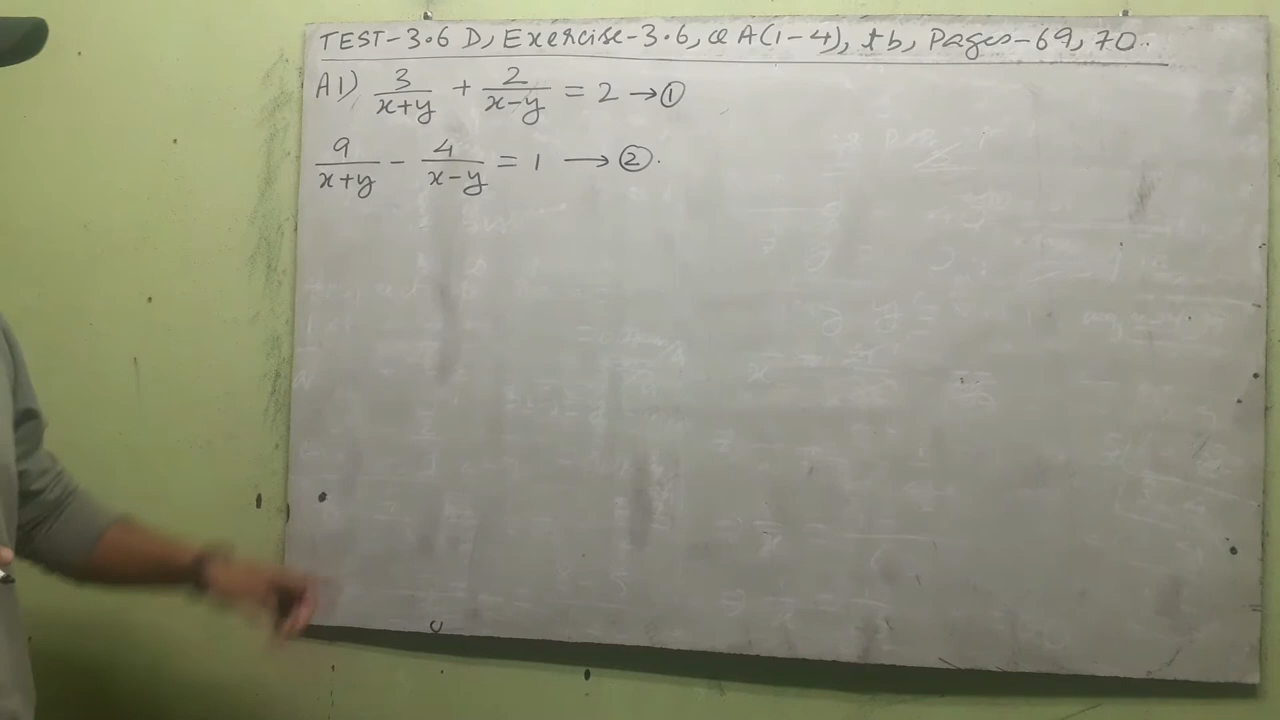 TEST-3.6 D, Exercise-3.6, Q A(1-4), tb, Pages-69, 70.
A1) 3/(x+y) + 2/(x-y) = 2 → ①
9/(x+y) - 4/(x-y) = 1 → ②.